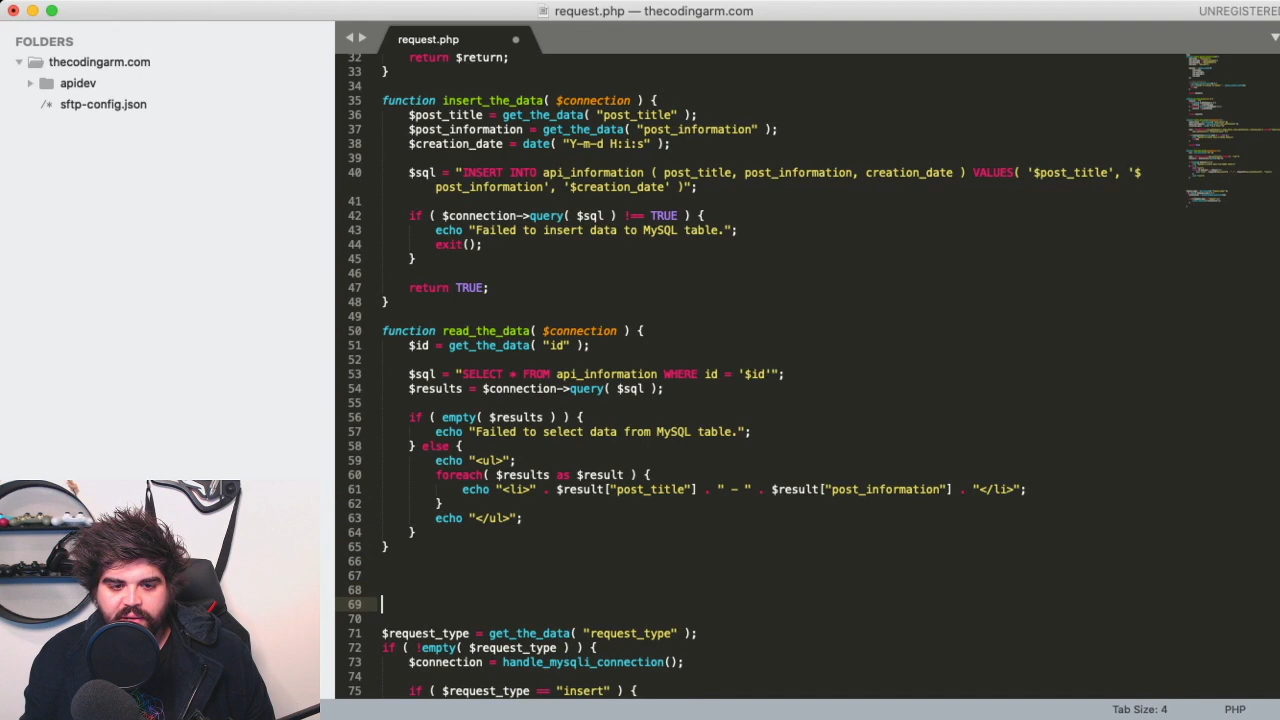 request.php — thecodingarm.com
UNREGISTERE
FOLDERS
thecodingarm.com
apidev
/* sftp-config.json
request.php
32 return $return;
33 }
34
35 function insert_the_data( $connection ) {
36 $post_title = get_the_data( "post_title" );
37 $post_information = get_the_data( "post_information" );
38 $creation_date = date( "Y-m-d H:i:s" );
39
40 $sql = "INSERT INTO api_information ( post_title, post_information, creation_date ) VALUES( '$post_title', '$
post_information', '$creation_date' )";
41
42 if ( $connection->query( $sql ) !== TRUE ) {
43 echo "Failed to insert data to MySQL table.";
44 exit();
45 }
46
47 return TRUE;
48 }
49
50 function read_the_data( $connection ) {
51 $id = get_the_data( "id" );
52
53 $sql = "SELECT * FROM api_information WHERE id = '$id'";
54 $results = $connection->query( $sql );
55
56 if ( empty( $results ) ) {
57 echo "Failed to select data from MySQL table.";
58 } else {
59 echo "<ul>";
60 foreach( $results as $result ) {
61 echo "<li>" . $result["post_title"] . " - " . $result["post_information"] . "</li>";
62 }
63 echo "</ul>";
64 }
65 }
66
67
68
69
70
71 $request_type = get_the_data( "request_type" );
72 if ( !empty( $request_type ) ) {
73 $connection = handle_mysqli_connection();
74
75 if ( $request_type == "insert" ) {
Tab Size: 4
PHP